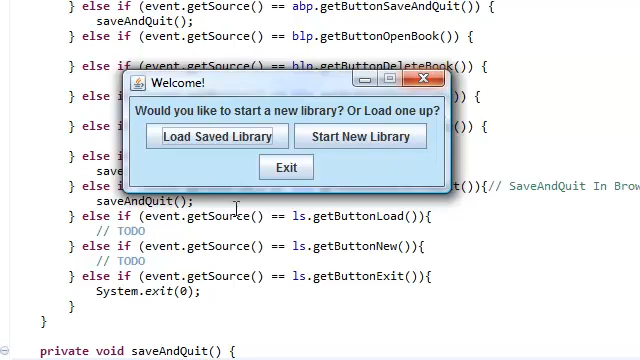 } else if (event.getSource() == abp.getButtonSaveAndQuit()) {
saveAndQuit();
} else if (event.getSource() == blp.getButtonOpenBook()) {
} else if (event.getSource() == blp.getButtonDeleteBook()) {
Welcome!
} else i ) {
Would you like to start a new library? Or Load one up?
Load Saved Library
Start New Library
} else i
Exit
} else i
save
} else if t()){// SaveAndQuit In Brow
saveAndQuit();
} else if (event.getSource() == ls.getButtonLoad()){
// TODO
} else if (event.getSource() == ls.getButtonNew()){
// TODO
} else if (event.getSource() == ls.getButtonExit()){
System.exit(0);
}
}
private void saveAndQuit() {